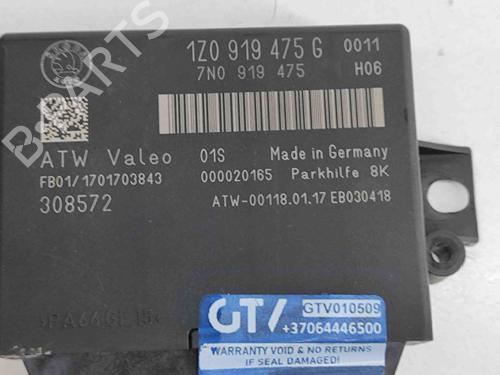 1Z0 919 475 G 0011
7N0 919 475 H06
ATW Valeo 01S Made in Germany
FB01/1701703843 000020165 Parkhilfe 8K
308572 ATW-00118.01.17 EB030418
B-PARTS
GTV GTV010509
+37064446500
WARRANTY VOID & NO RETURNS
IF SEAL DAMAGED